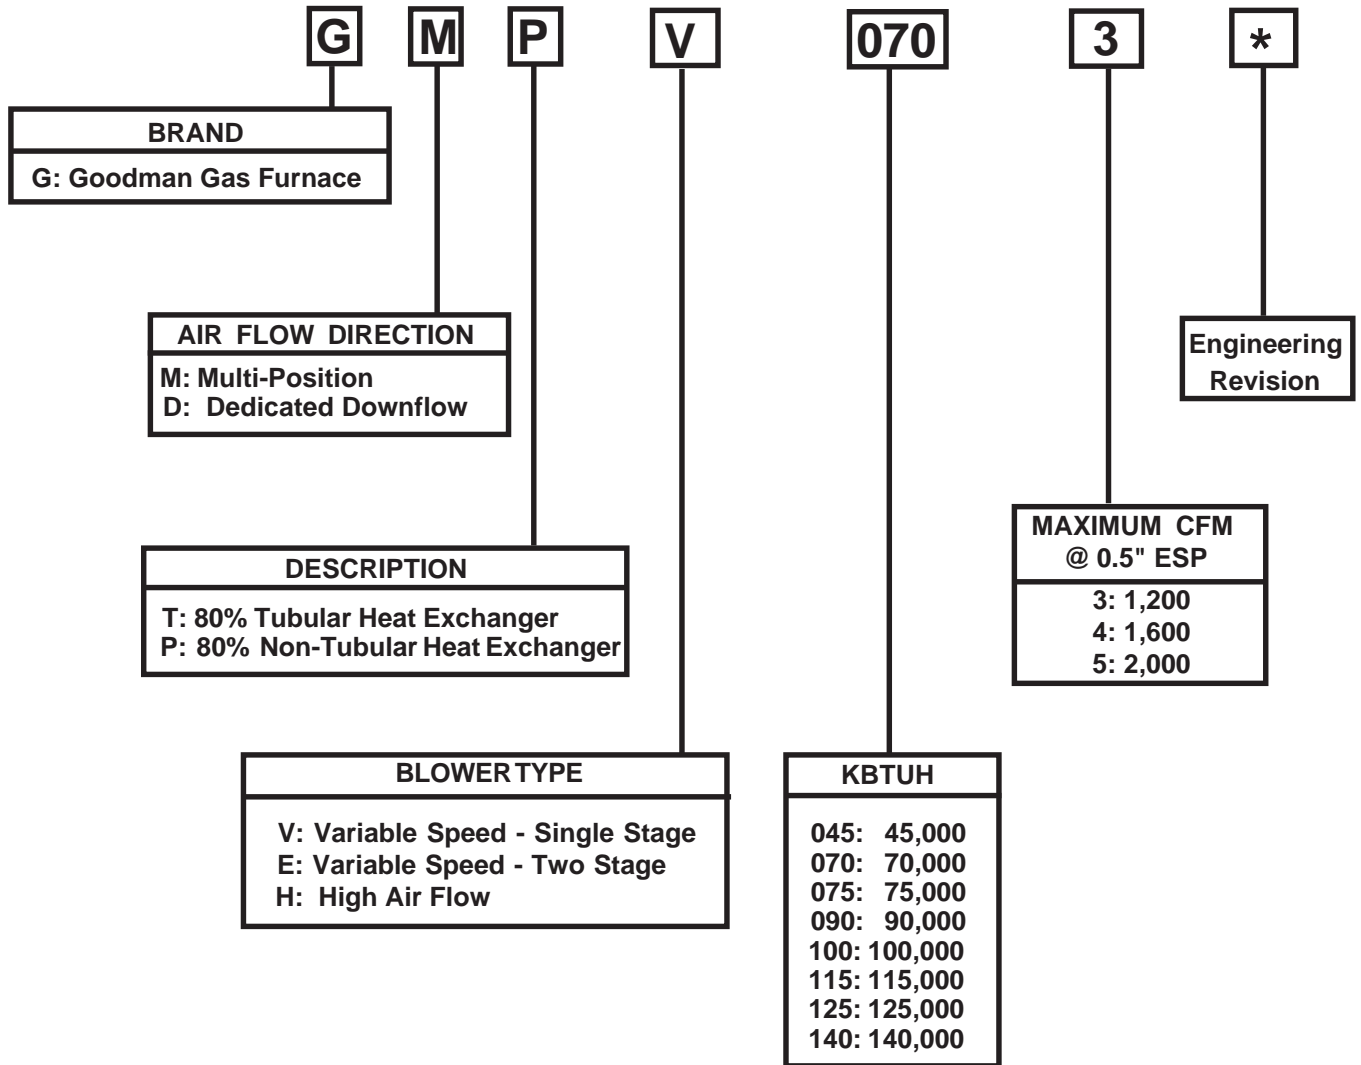 G M P V 070 3 *
BRAND
G: Goodman Gas Furnace
AIR FLOW DIRECTION
M: Multi-Position
D: Dedicated Downflow
Engineering
Revision
MAXIMUM CFM
@ 0.5" ESP
3: 1,200
4: 1,600
5: 2,000
DESCRIPTION
T: 80% Tubular Heat Exchanger
P: 80% Non-Tubular Heat Exchanger
BLOWER TYPE
V: Variable Speed - Single Stage
E: Variable Speed - Two Stage
H: High Air Flow
KBTUH
045: 45,000
070: 70,000
075: 75,000
090: 90,000
100: 100,000
115: 115,000
125: 125,000
140: 140,000